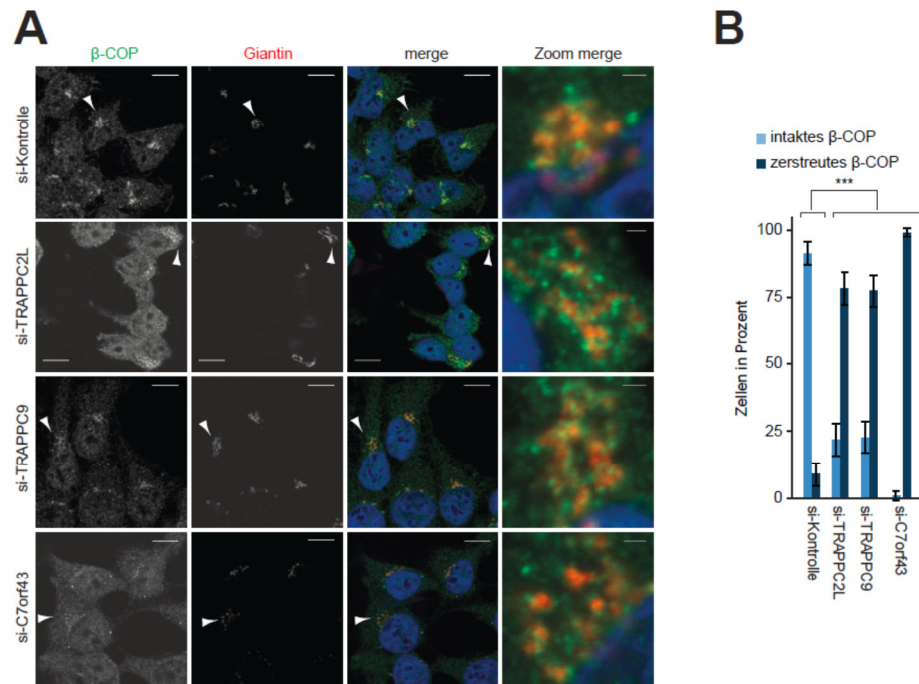 A
B
β-COP
Giantin
merge
Zoom merge
si-Kontrolle
si-TRAPPC2L
si-TRAPPC9
si-C7orf43
intaktes β-COP
zerstreutes β-COP
***
Zellen in Prozent
100
75
50
25
0
si-Kontrolle
si-TRAPPC2L
si-TRAPPC9
si-C7orf43